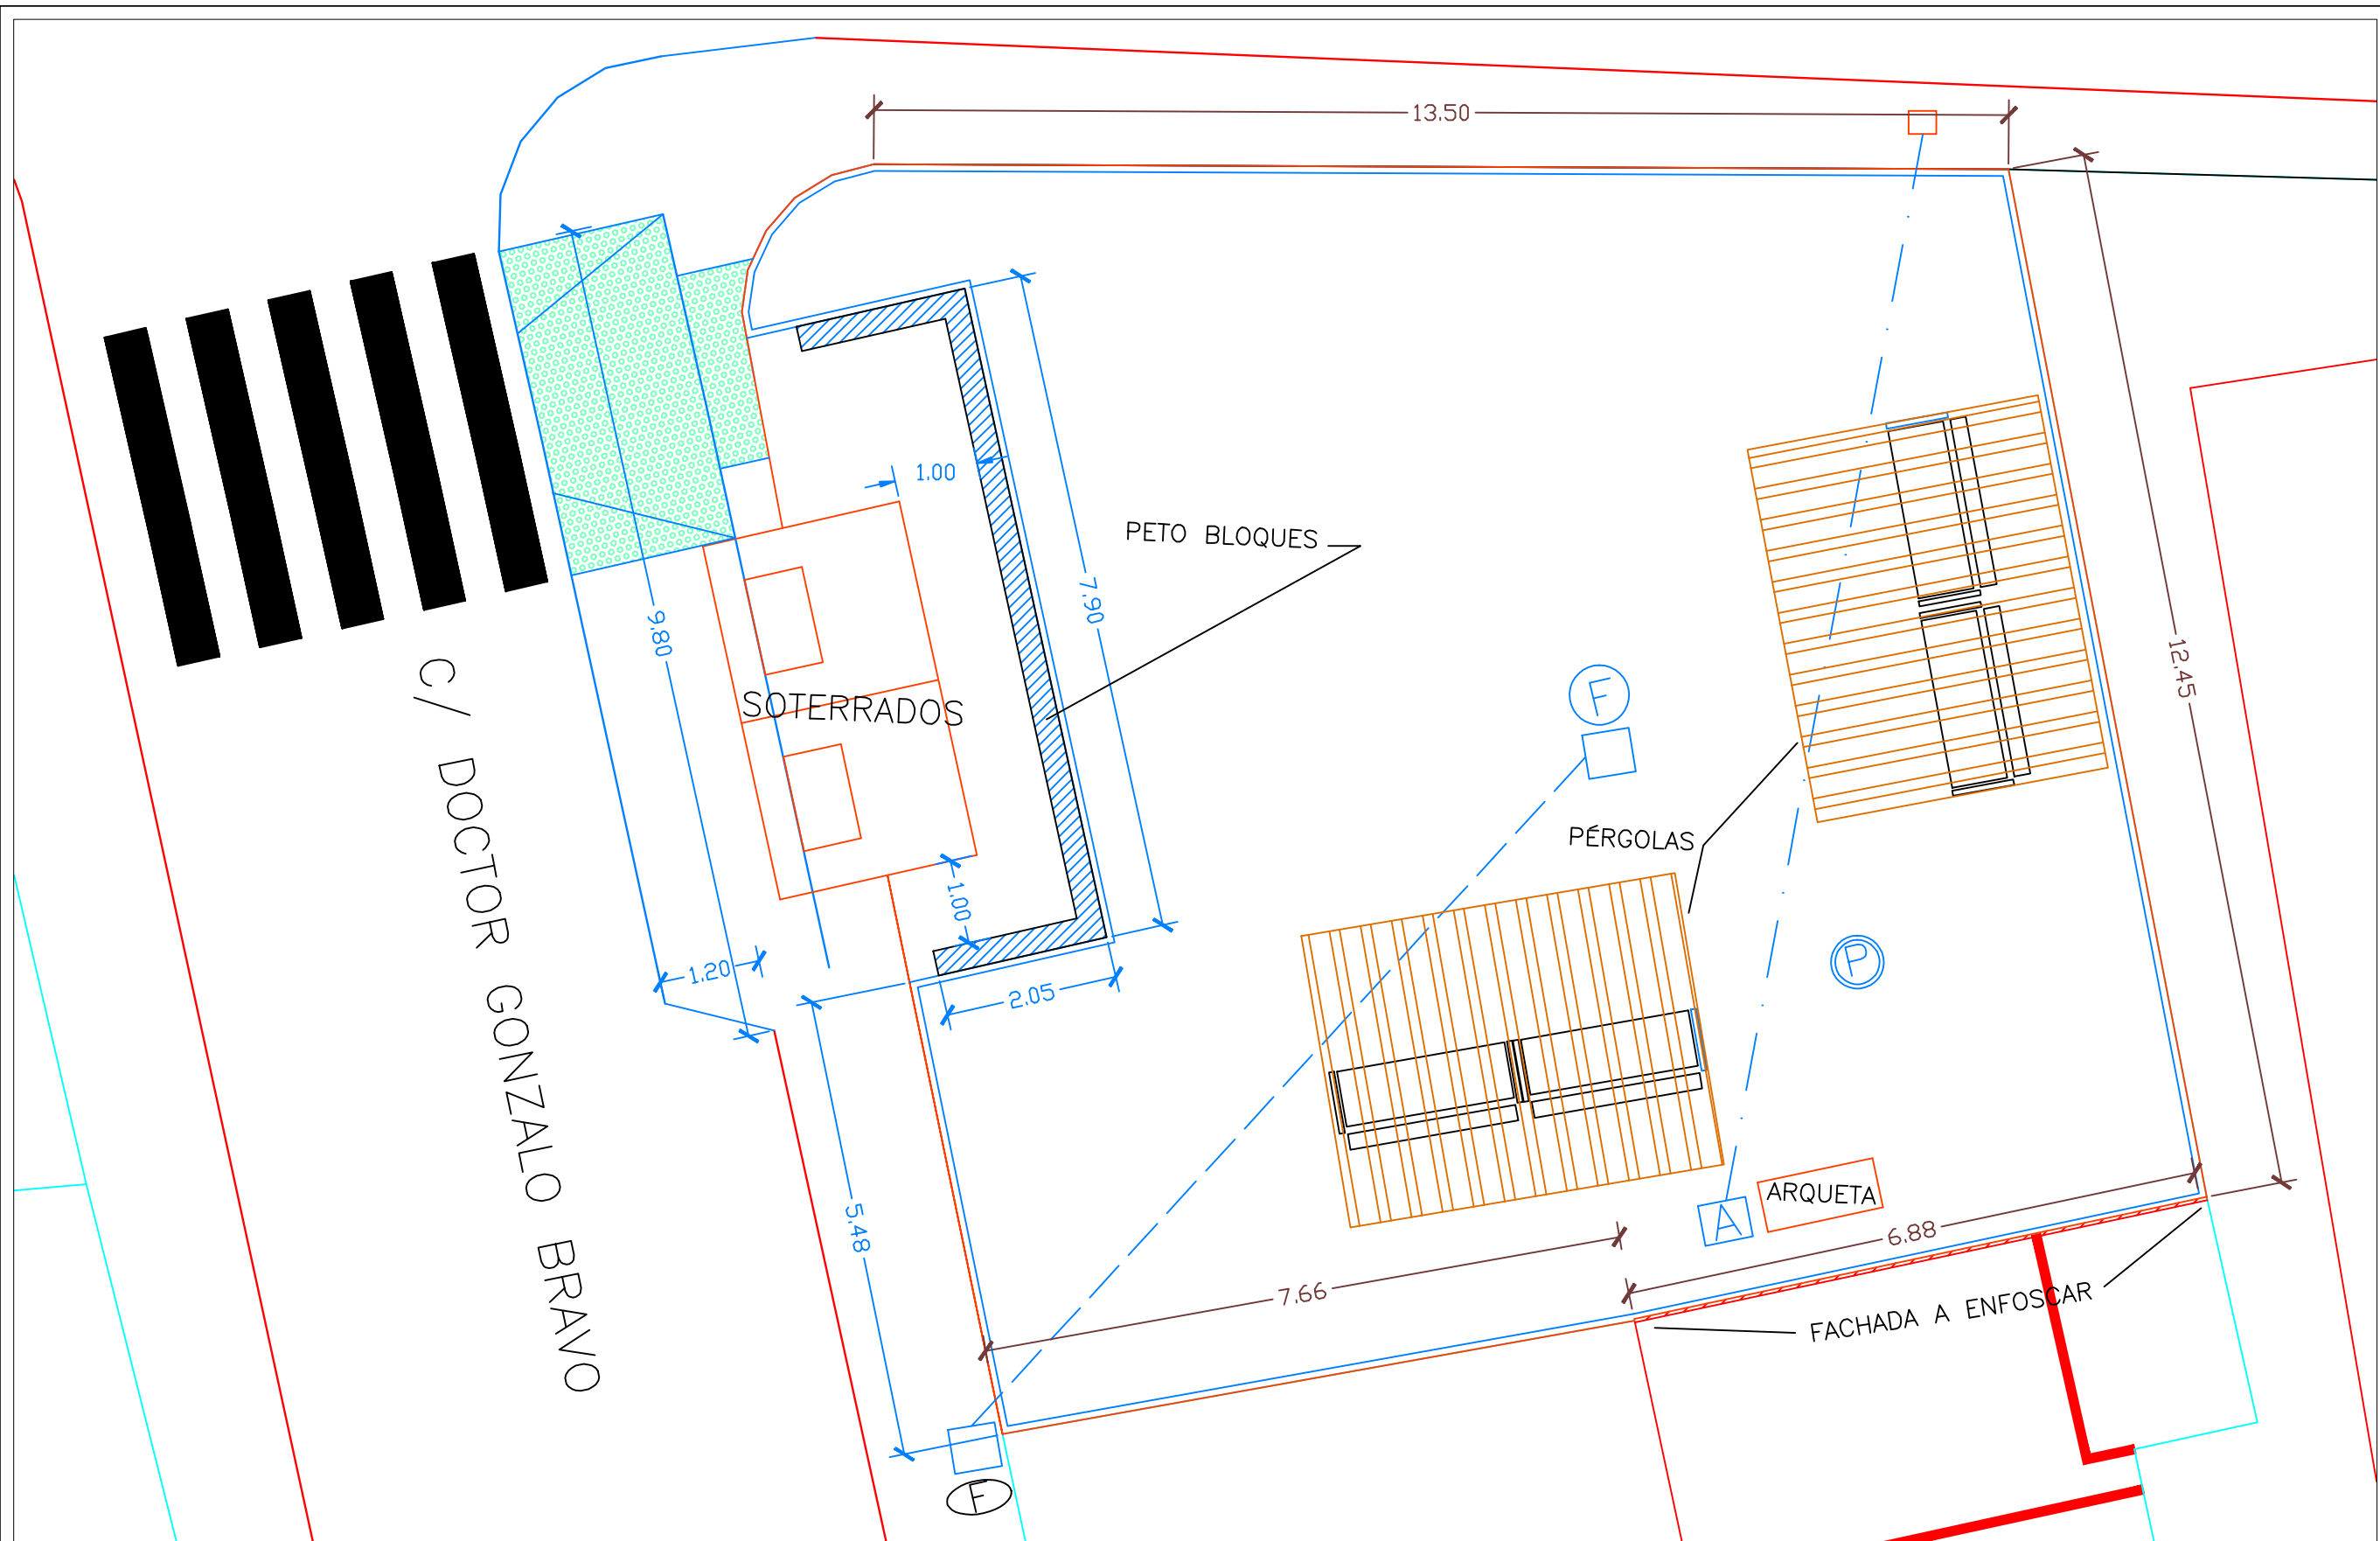 13.50
1.00
PETO BLOQUES
7.90
9.80
12.45
C/ DOCTOR GONZALO BRAVO
SOTERRADOS
F
PÉRGOLAS
1.00
P
1.20
2.05
ARQUETA
A
5.48
6.88
7.66
FACHADA A ENFOSCAR
F